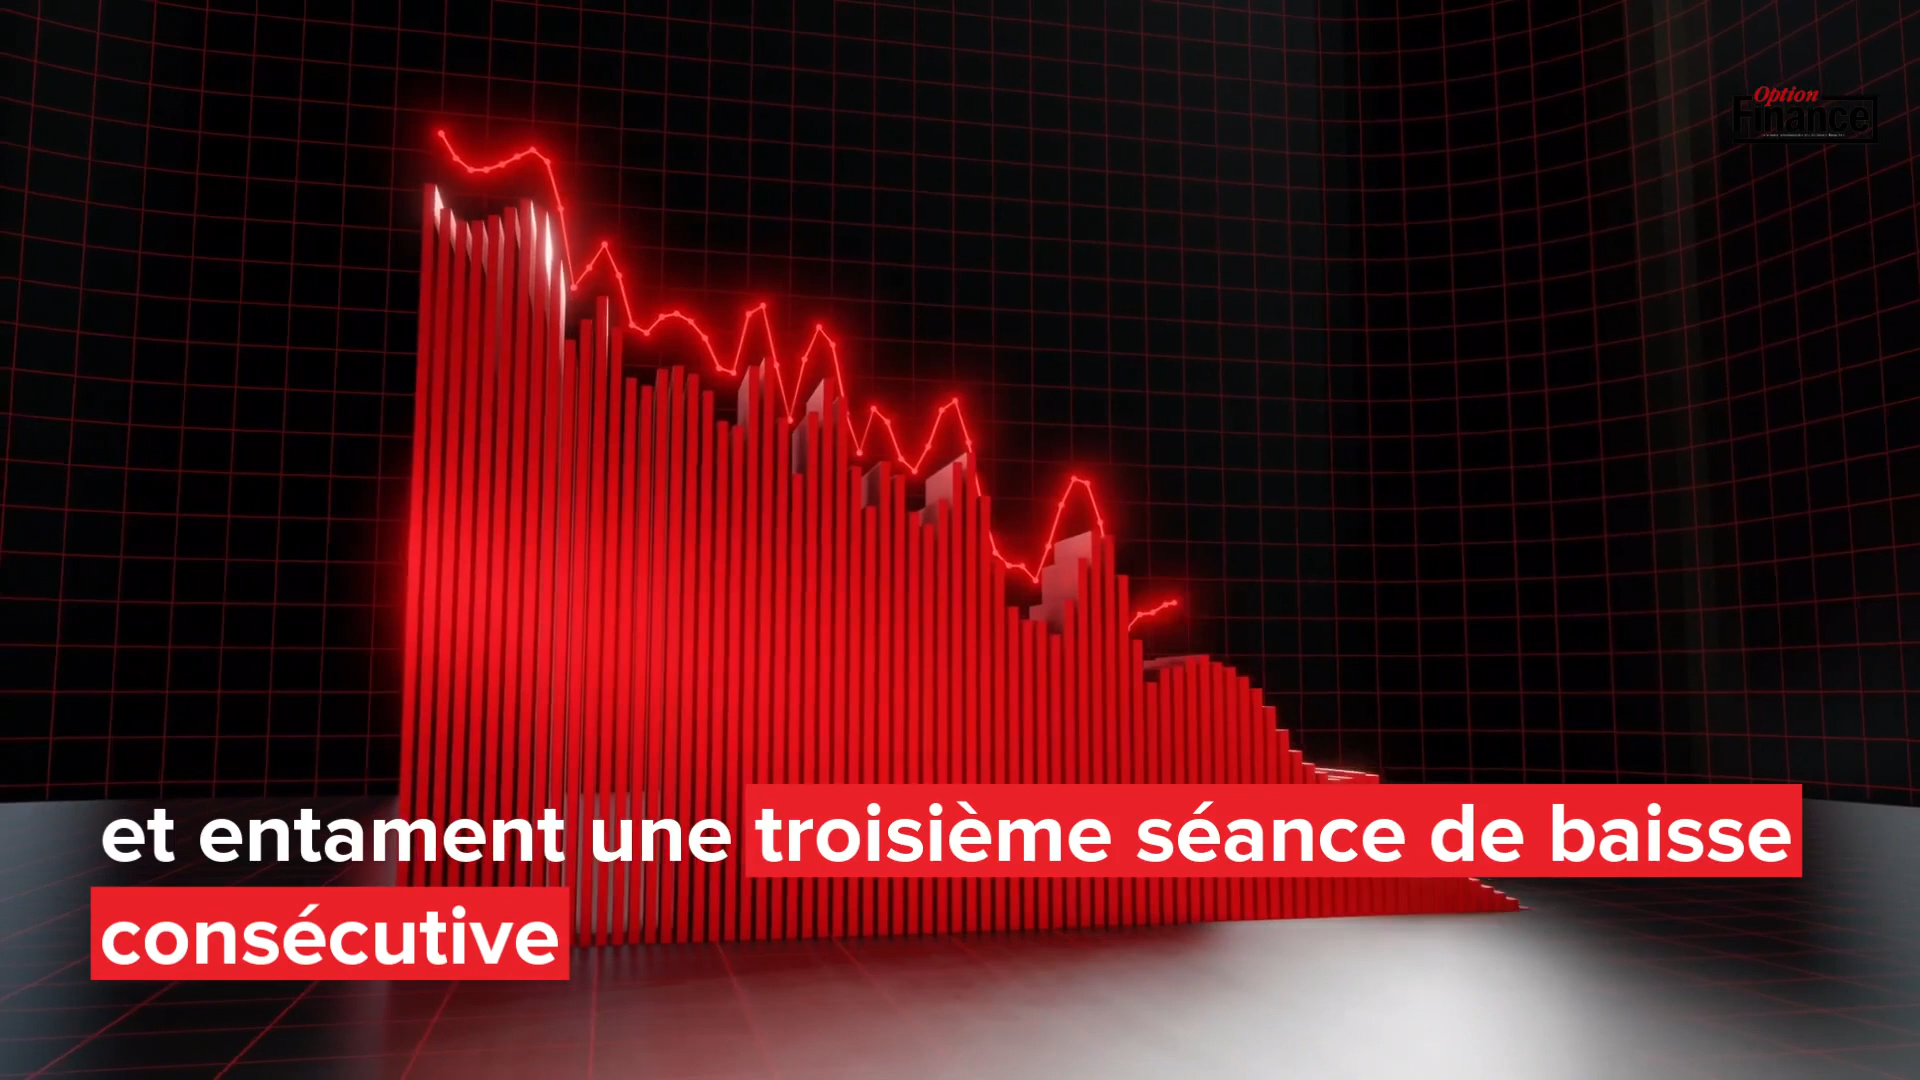 Option
Finance
et entament une troisième séance de baisse
consécutive